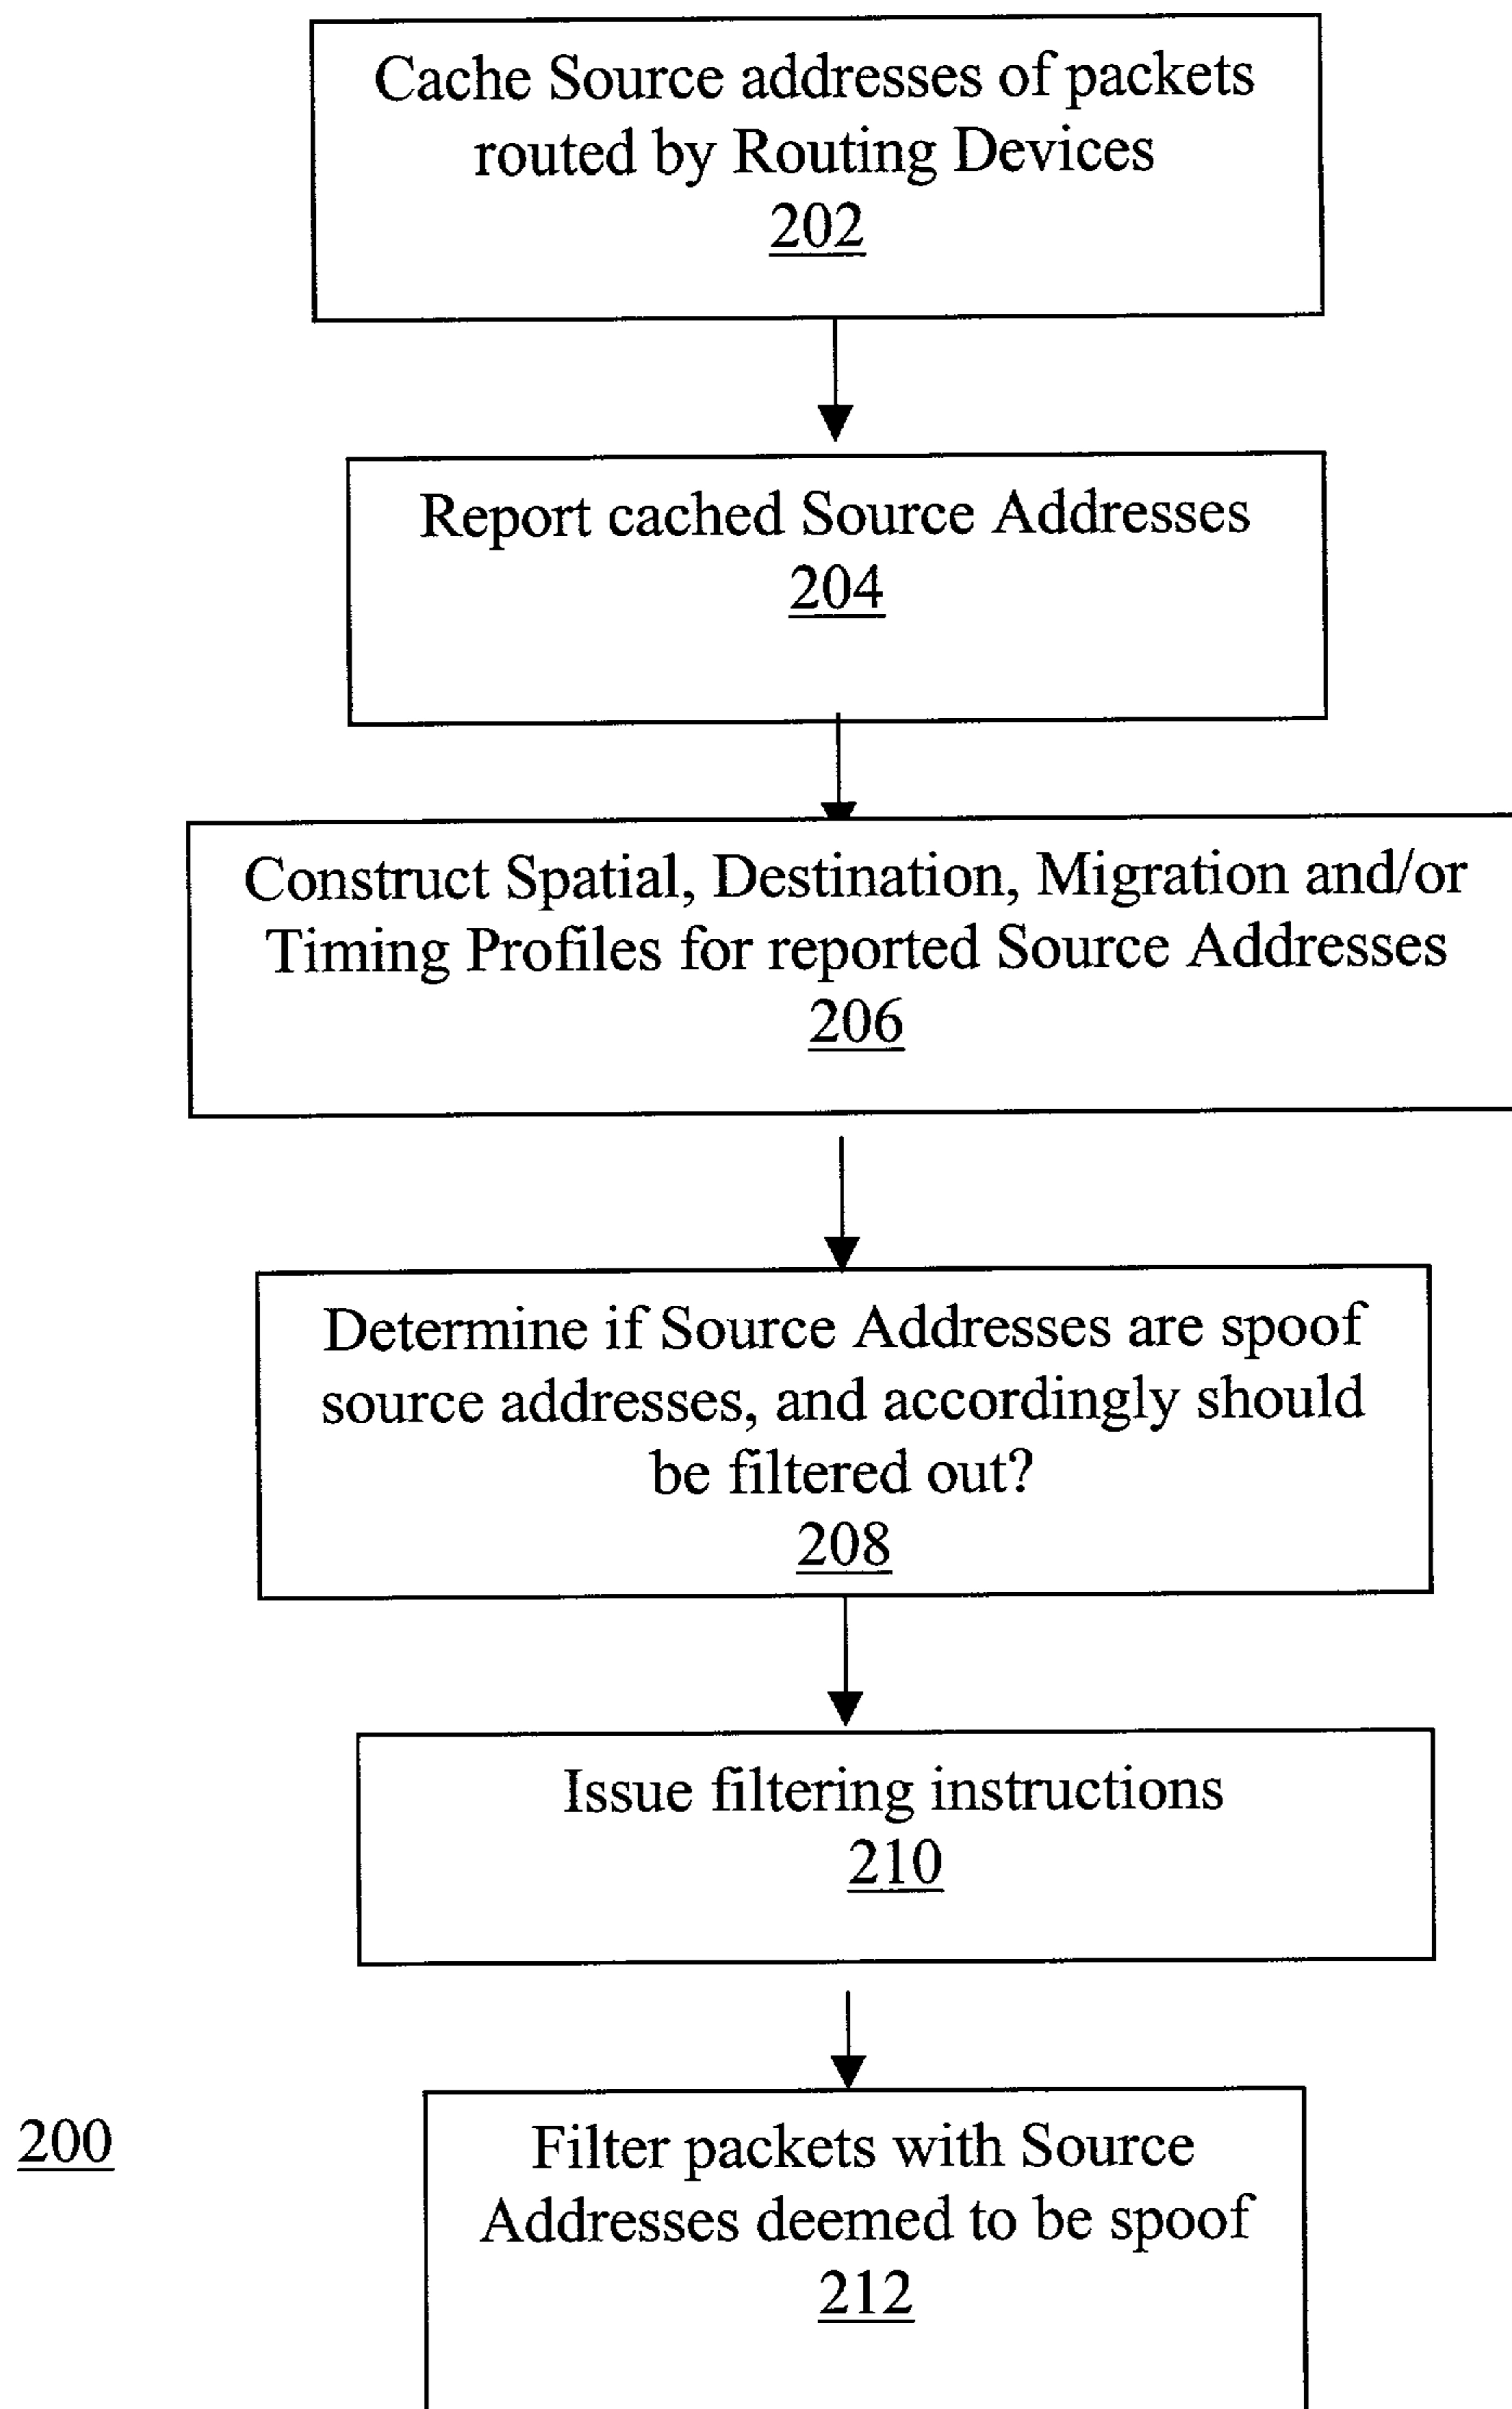 Cache Source addresses of packets
routed by Routing Devices
202
Report cached Source Addresses
204
Construct Spatial, Destination, Migration and/or
Timing Profiles for reported Source Addresses
206
Determine if Source Addresses are spoof
source addresses, and accordingly should
be filtered out?
208
Issue filtering instructions
210
200
Filter packets with Source
Addresses deemed to be spoof
212